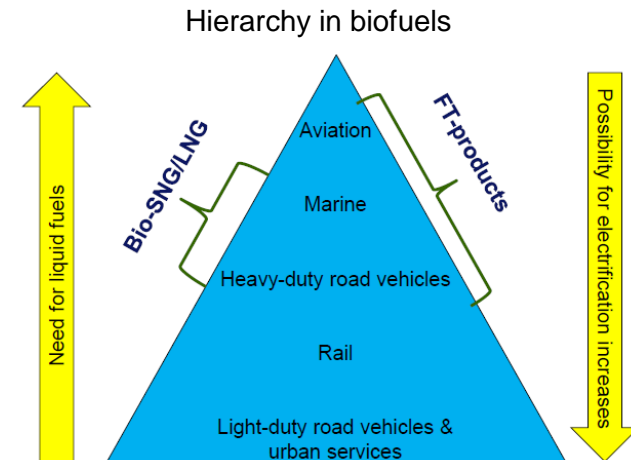 Hierarchy in biofuels
Need for liquid fuels
Bio-SNG/LNG
Aviation
Marine
Heavy-duty road vehicles
Rail
Light-duty road vehicles &
urban services
FT-products
Possibility for electrification increases